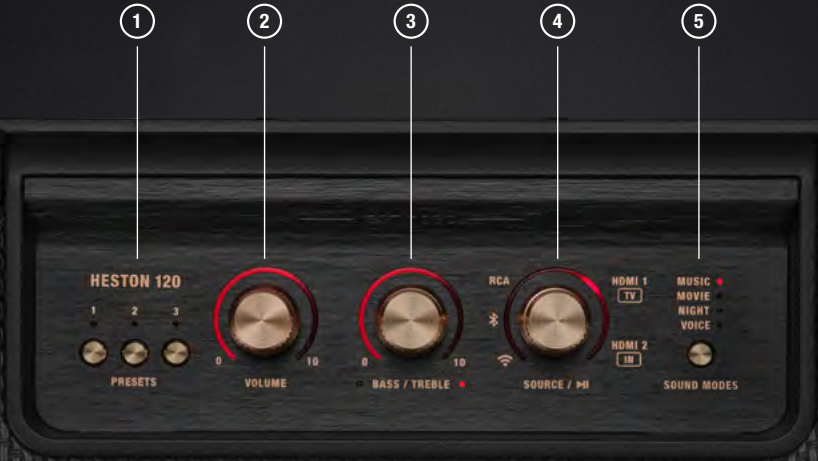 1 2 3 4 5
HESTON 120
1 2 3
PRESETS
0 10
VOLUME
0 10
BASS / TREBLE
RCA
HDMI 1
TV
HDMI 2
IN
SOURCE /
MUSIC
MOVIE
NIGHT
VOICE
SOUND MODES